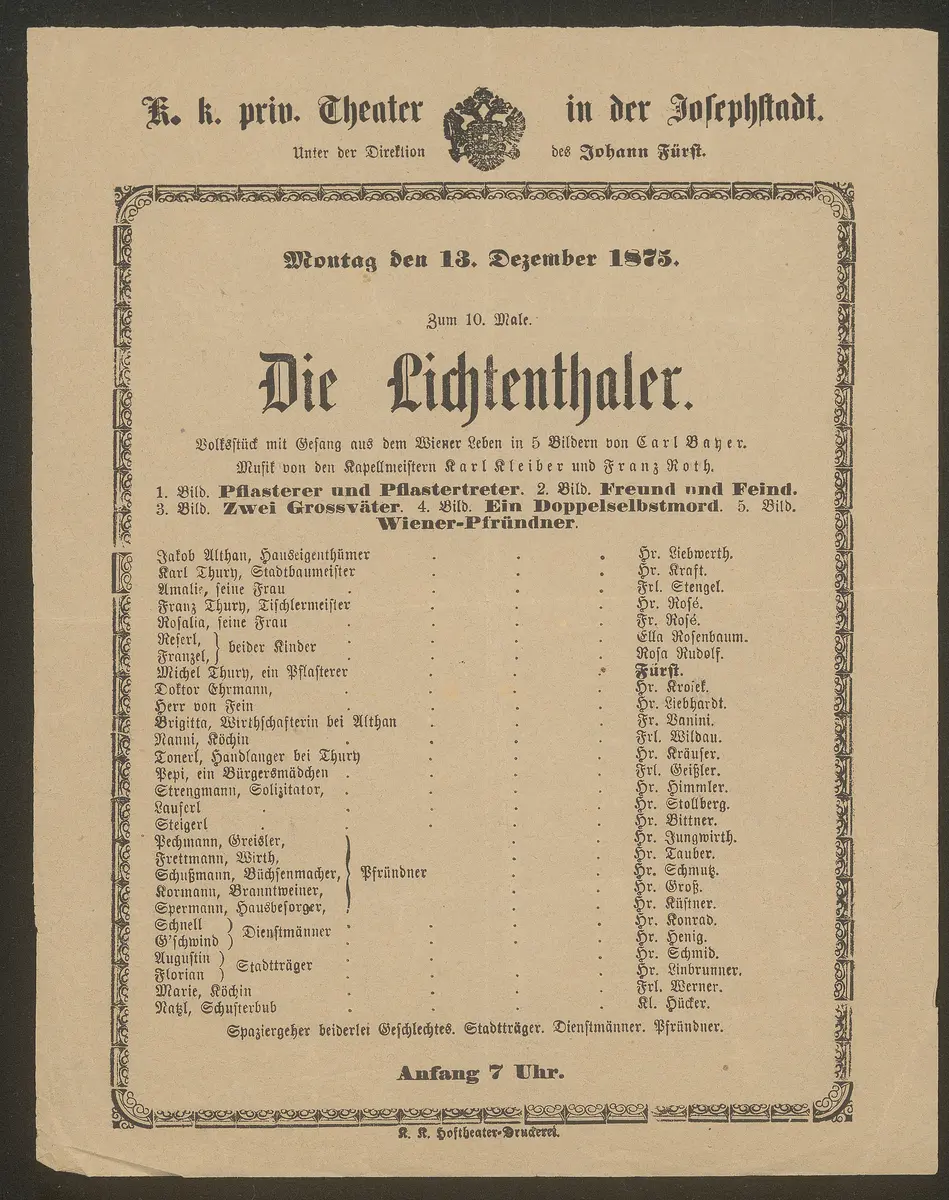 K. k. priv. Theater in der Josephstadt.
Unter der Direktion des Johann Fürst.
Montag den 13. Dezember 1875.
Zum 10. Male.
Die Lichtenthaler.
Volksstück mit Gesang aus dem Wiener Leben in 5 Bildern von Carl Bayer.
Musik von den Kapellmeistern Karl Kleiber und Franz Roth.
1. Bild. Pflasterer und Pflastertreter. 2. Bild. Freund und Feind.
3. Bild. Zwei Grossväter. 4. Bild. Ein Doppelselbstmord. 5. Bild.
Wiener-Pfründner.
Jakob Althan, Hauseigenthümer . . . Hr. Liebwerth.
Karl Thury, Stadtbaumeister . . . Hr. Kraft.
Amalie, seine Frau . . . . Frl. Stengel.
Franz Thury, Tischlermeister . . . Hr. Rosé.
Rosalia, seine Frau . . . . Fr. Rosé.
Reserl, } beider Kinder . . . . Ella Rosenbaum.
Franzel, } Rosa Rudolf.
Michel Thury, ein Pflasterer . . . Fürst.
Doktor Ehrmann, . . . . Hr. Krosek.
Herr von Fein . . . . Hr. Liebhardt.
Brigitta, Wirthschafterin bei Althan . . . Fr. Vanini.
Nanni, Köchin . . . . Frl. Wildau.
Tonerl, Handlanger bei Thury . . . Hr. Kräuser.
Pepi, ein Bürgersmädchen . . . . Frl. Geißler.
Strengmann, Solizitator, . . . . Hr. Himmler.
Lauserl . . . . . Hr. Stollberg.
Steigerl . . . . . Hr. Bittner.
Pechmann, Greisler, } Pfründner . . Hr. Jungwirth.
Frettmann, Wirth, . . Hr. Tauber.
Schußmann, Büchsenmacher, . . Hr. Schmutz.
Kormann, Branntweiner, . . Hr. Groß.
Spermann, Hausbesorger, . . Hr. Küstner.
Schnell ) Dienstmänner . . . . Hr. Konrad.
G'schwind ) Hr. Henig.
Augustin ) Stadtträger . . . . Hr. Schmid.
Florian ) Hr. Linbrunner.
Marie, Köchin . . . . Frl. Werner.
Natzl, Schusterbub . . . . Kl. Hücker.
Spaziergeher beiderlei Geschlechtes. Stadtträger. Dienstmänner. Pfründner.
Anfang 7 Uhr.
K. K. Hoftheater-Druckerei.